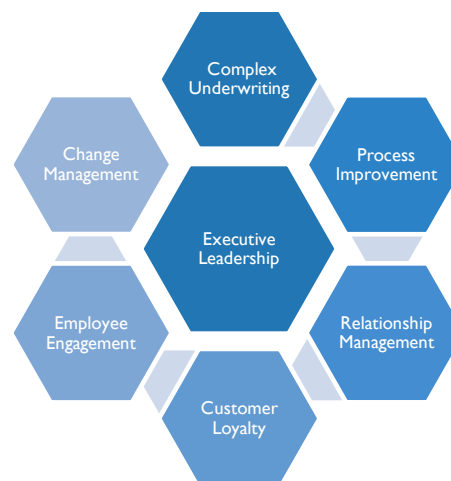 Complex
Underwriting
Change
Management
Process
Improvement
Executive
Leadership
Employee
Engagement
Relationship
Management
Customer
Loyalty